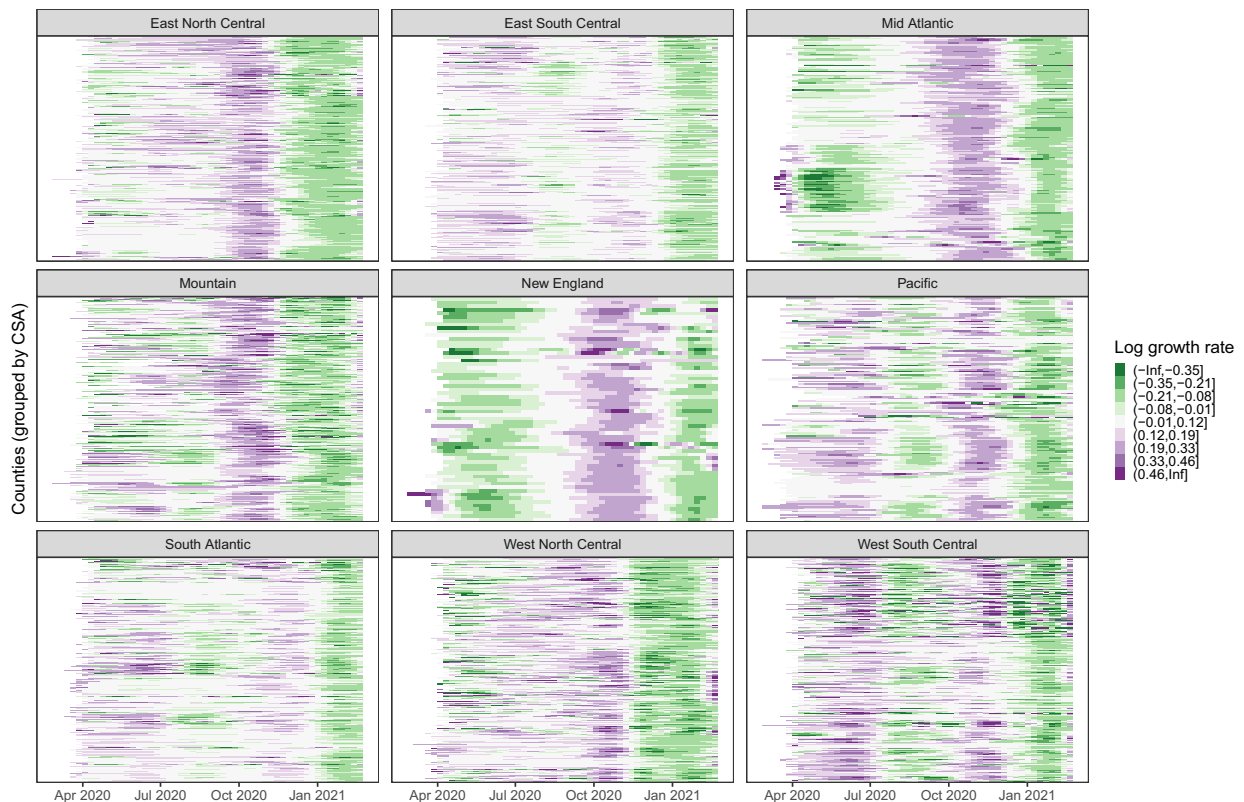 East North Central
East South Central
Mid Atlantic
Mountain
New England
Pacific
South Atlantic
West North Central
West South Central
Apr 2020 Jul 2020 Oct 2020 Jan 2021
Apr 2020 Jul 2020 Oct 2020 Jan 2021
Apr 2020 Jul 2020 Oct 2020 Jan 2021
Counties (grouped by CSA)
Log growth rate
(−Inf,−0.35]
(−0.35,−0.21]
(−0.21,−0.08]
(−0.08,−0.01]
(−0.01,0.12]
(0.12,0.19]
(0.19,0.33]
(0.33,0.46]
(0.46,Inf]